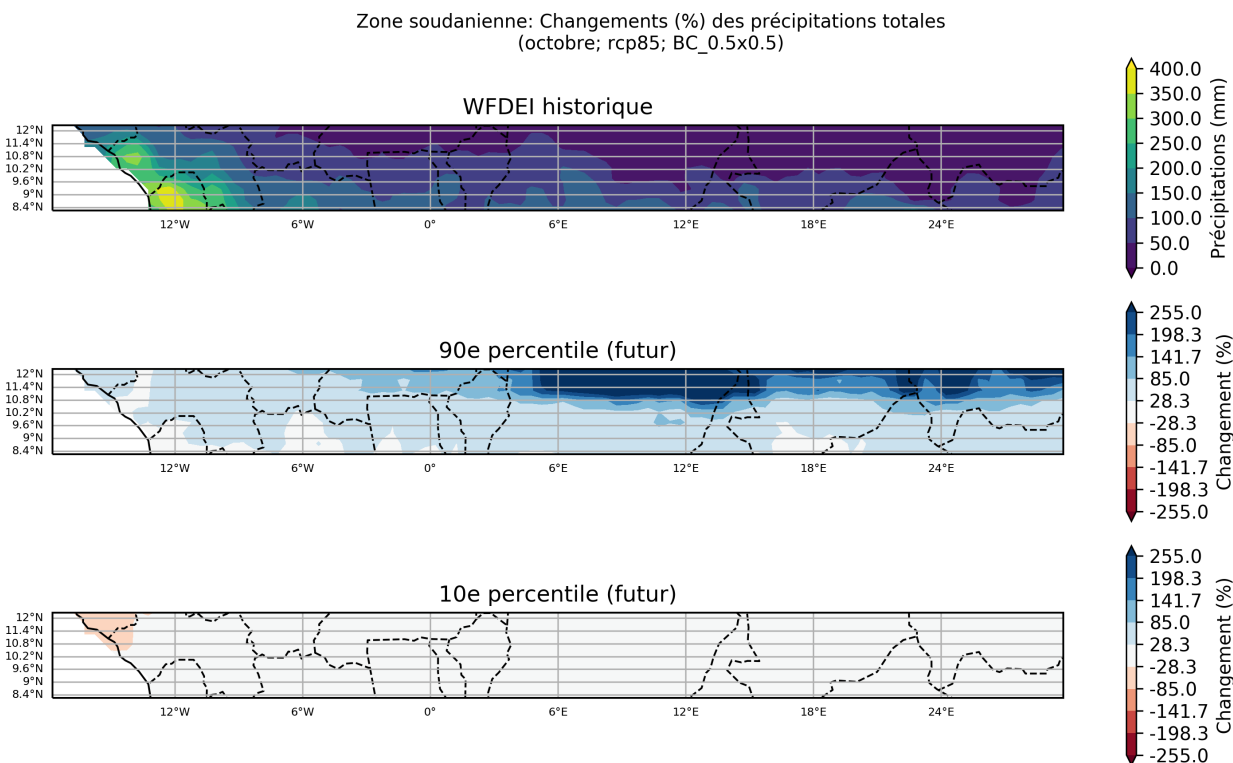 Zone soudanienne: Changements (%) des précipitations totales
(octobre; rcp85; BC_0.5x0.5)
WFDEI historique
12°N
11.4°N
10.8°N
10.2°N
9.6°N
9°N
8.4°N
12°W
6°W
0°
6°E
12°E
18°E
24°E
400.0
350.0
300.0
250.0
200.0
150.0
100.0
50.0
0.0
Précipitations (mm)
90e percentile (futur)
12°N
11.4°N
10.8°N
10.2°N
9.6°N
9°N
8.4°N
12°W
6°W
0°
6°E
12°E
18°E
24°E
255.0
198.3
141.7
85.0
28.3
-28.3
-85.0
-141.7
-198.3
-255.0
Changement (%)
10e percentile (futur)
12°N
11.4°N
10.8°N
10.2°N
9.6°N
9°N
8.4°N
12°W
6°W
0°
6°E
12°E
18°E
24°E
255.0
198.3
141.7
85.0
28.3
-28.3
-85.0
-141.7
-198.3
-255.0
Changement (%)